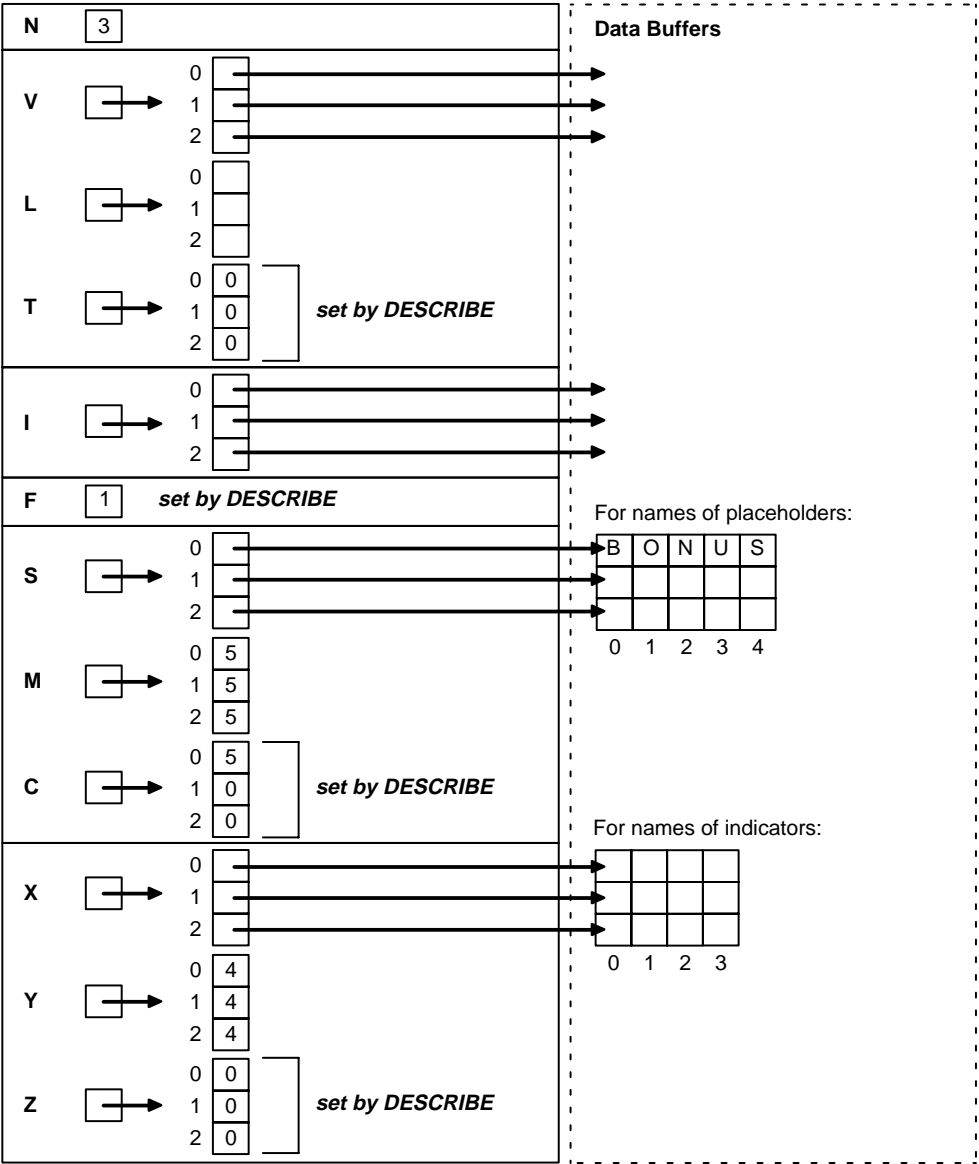 N 3
Data Buffers
0
V 1
2
0
L 1
2
0 0
T 1 0 set by DESCRIBE
2 0
0
I 1
2
F 1 set by DESCRIBE
For names of placeholders:
0 B O N U S
S 1
2
0 1 2 3 4
0 5
M 1 5
2 5
0 5
C 1 0 set by DESCRIBE
2 0
For names of indicators:
0
X 1
2
0 1 2 3
0 4
Y 1 4
2 4
0 0
Z 1 0 set by DESCRIBE
2 0